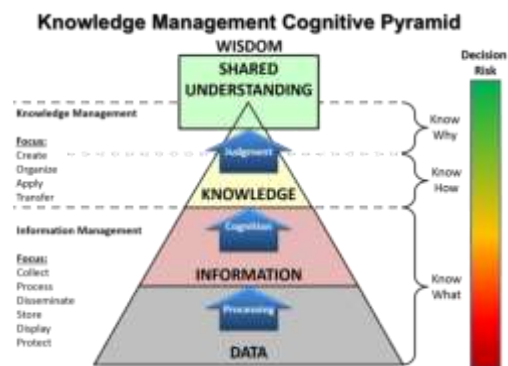 Knowledge Management Cognitive Pyramid
WISDOM
SHARED
UNDERSTANDING
Decision
Risk
Knowledge Management
Focus:
Create
Organize
Apply
Transfer
Judgment
KNOWLEDGE
Know
Why
Know
How
Information Management
Focus:
Collect
Process
Disseminate
Store
Display
Protect
Cognition
INFORMATION
Processing
DATA
Know
What